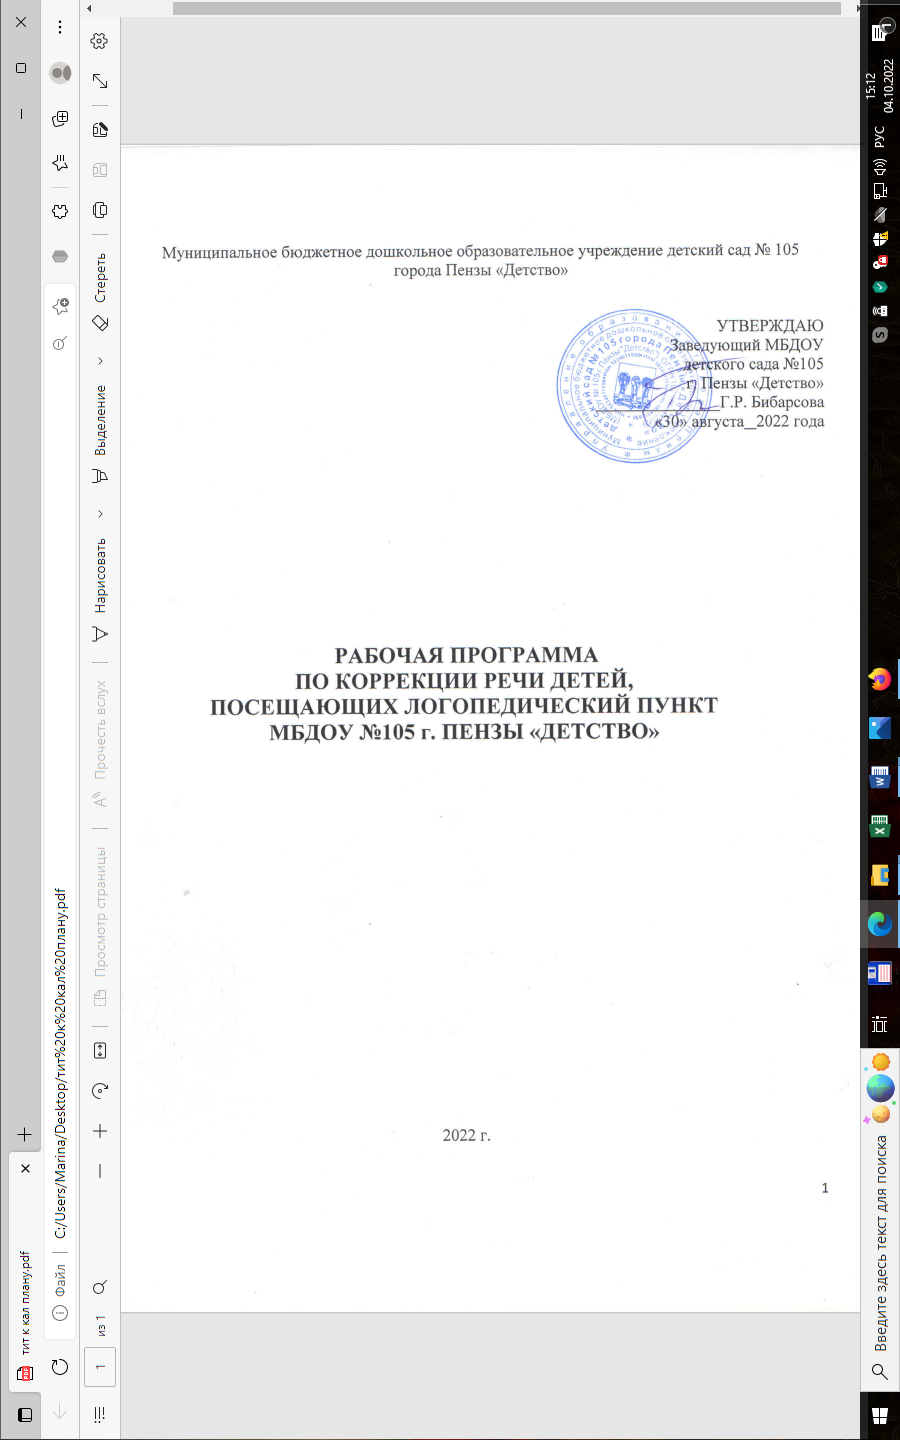 Муниципальное бюджетное дошкольное образовательное учреждение детский сад № 105
города Пензы «Детство»
УТВЕРЖДАЮ
Заведующий МБДОУ
детского сада №105
г. Пензы «Детство»
Г.Р. Бибарсова
«30» августа_2022 года
РАБОЧАЯ ПРОГРАММА
ПО КОРРЕКЦИИ РЕЧИ ДЕТЕЙ,
ПОСЕЩАЮЩИХ ЛОГОПЕДИЧЕСКИЙ ПУНКТ
МБДОУ №105 г. ПЕНЗЫ «ДЕТСТВО»
2022 г.
1
тит к кал плану.pdf
Файл
C:/Users/Marina/Desktop/тит%20к%20кал%20плану.pdf
1
из 1
Просмотр страницы
Прочесть вслух
Нарисовать
Выделение
Стереть
Введите здесь текст для поиска
РУС
15:12
04.10.2022
1